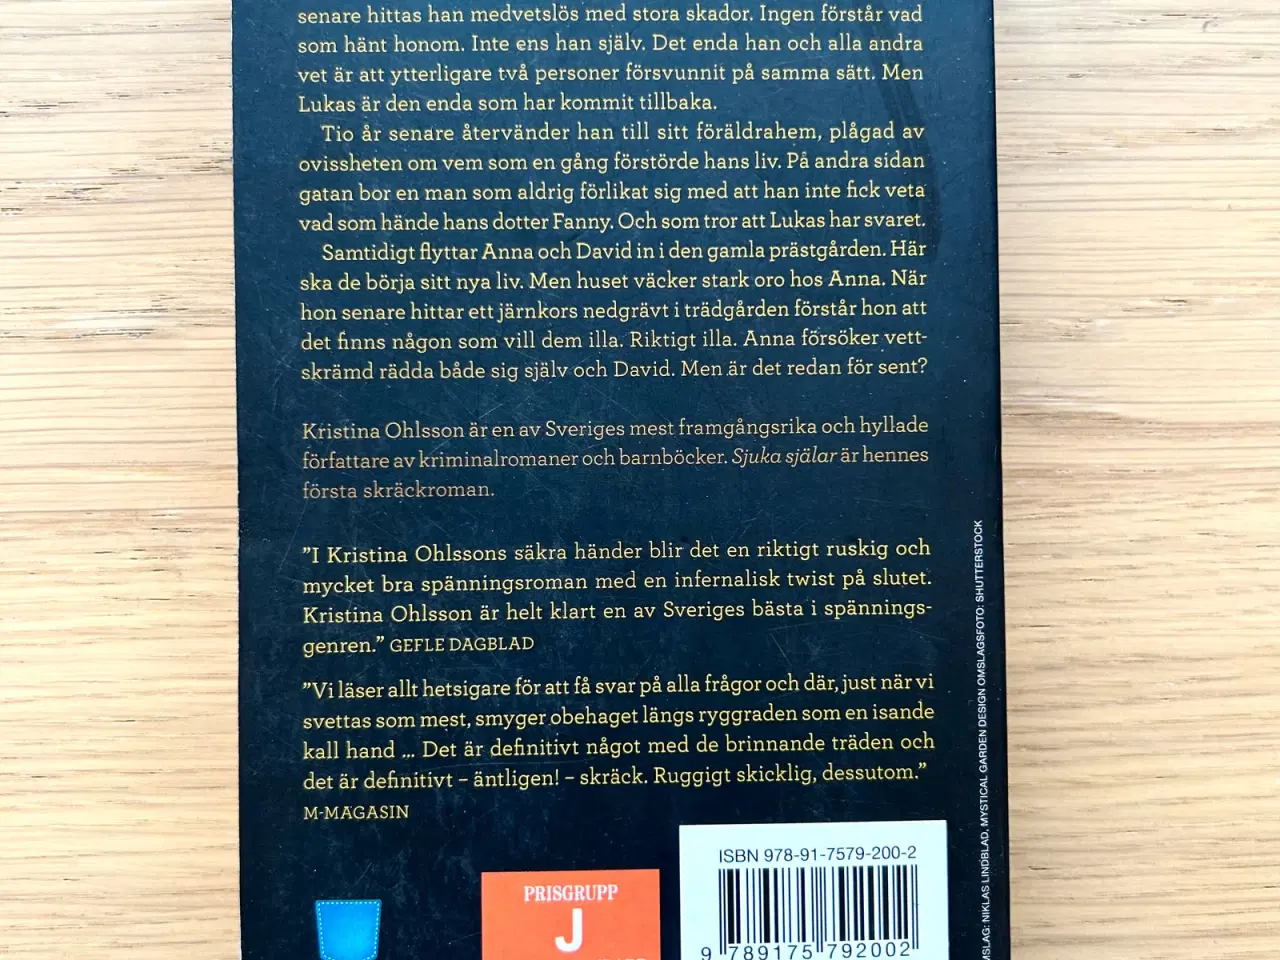 senare hittas han medvetslös med stora skador. Ingen förstår vad
som hänt honom. Inte ens han själv. Det enda han och alla andra
vet är att ytterligare två personer försvunnit på samma sätt. Men
Lukas är den enda som har kommit tillbaka.
Tio år senare återvänder han till sitt föräldrahem, plågad av
ovissheten om vem som en gång förstörde hans liv. På andra sidan
gatan bor en man som aldrig förlikat sig med att han inte fick veta
vad som hände hans dotter Fanny. Och som tror att Lukas har svaret.
Samtidigt flyttar Anna och David in i den gamla prästgården. Här
ska de börja sitt nya liv. Men huset väcker stark oro hos Anna. När
hon senare hittar ett järnkors nedgrävt i trädgården förstår hon att
det finns någon som vill dem illa. Riktigt illa. Anna försöker vett-
skrämd rädda både sig själv och David. Men är det redan för sent?
Kristina Ohlsson är en av Sveriges mest framgångsrika och hyllade
författare av kriminalromaner och barnböcker. Sjuka själar är hennes
första skräckroman.
"I Kristina Ohlssons säkra händer blir det en riktigt ruskig och
mycket bra spänningsroman med en infernalisk twist på slutet.
Kristina Ohlsson är helt klart en av Sveriges bästa i spännings-
genren." GEFLE DAGBLAD
"Vi läser allt hetsigare för att få svar på alla frågor och där, just när vi
svettas som mest, smyger obehaget längs ryggraden som en isande
kall hand ... Det är definitivt något med de brinnande träden och
det är definitivt – äntligen! – skräck. Ruggigt skicklig, dessutom."
M-MAGASIN
PRISGRUPP
J
ISBN 978-91-7579-200-2
9 789175 792002
NIKLAS LINDBLAD, MYSTICAL GARDEN DESIGN OMSLAGSFOTO: SHUTTERSTOCK